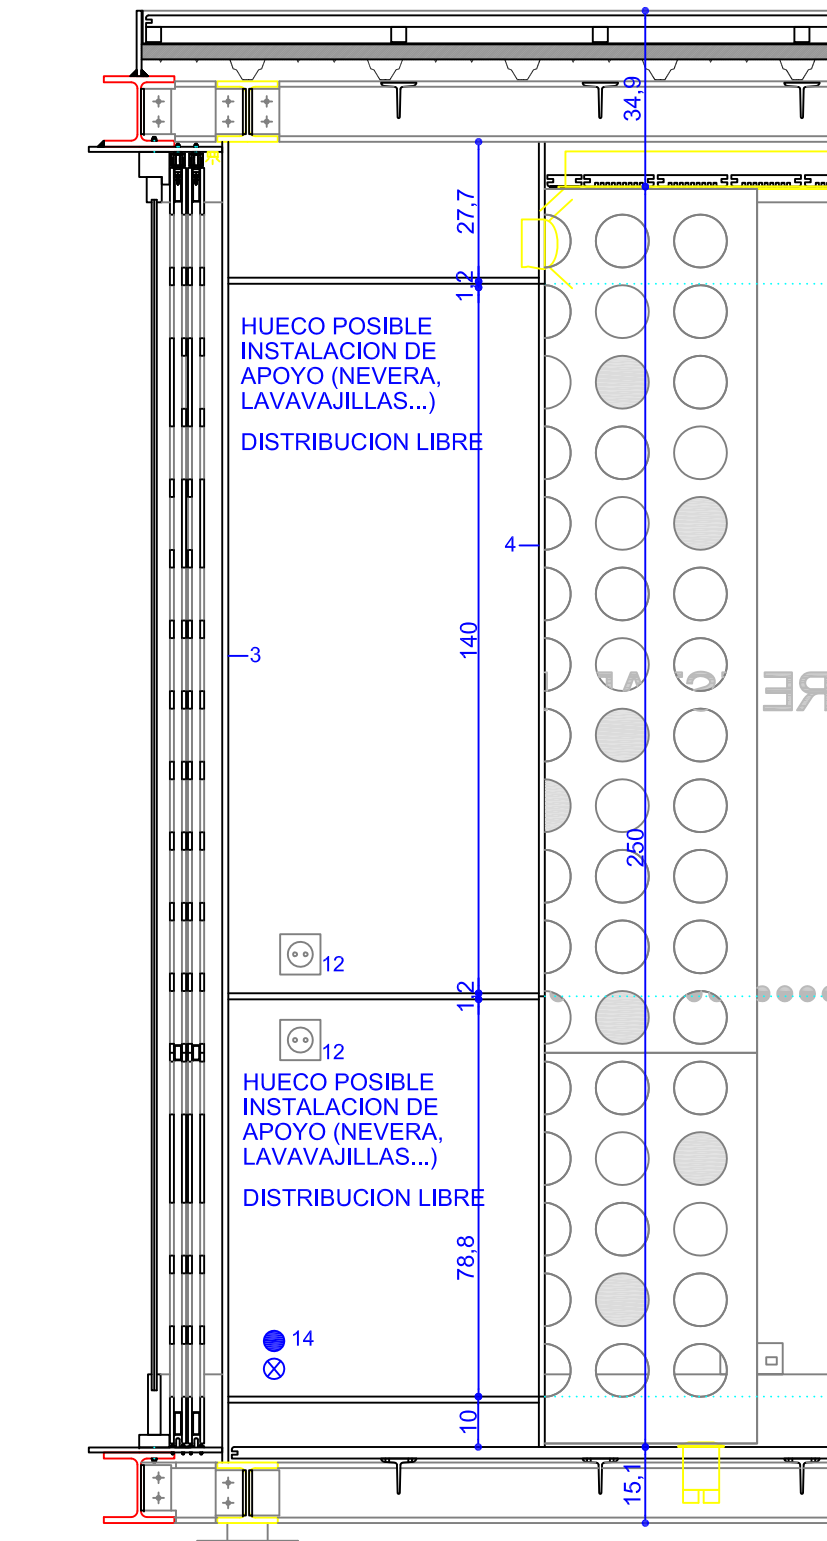 34,9
27,7
1,2
HUECO POSIBLE
INSTALACION DE
APOYO (NEVERA,
LAVAVAJILLAS...)
DISTRIBUCION LIBRE
4
140
3
RE
250
12
1,2
12
HUECO POSIBLE
INSTALACION DE
APOYO (NEVERA,
LAVAVAJILLAS...)
DISTRIBUCION LIBRE
78,8
14
10
15,1